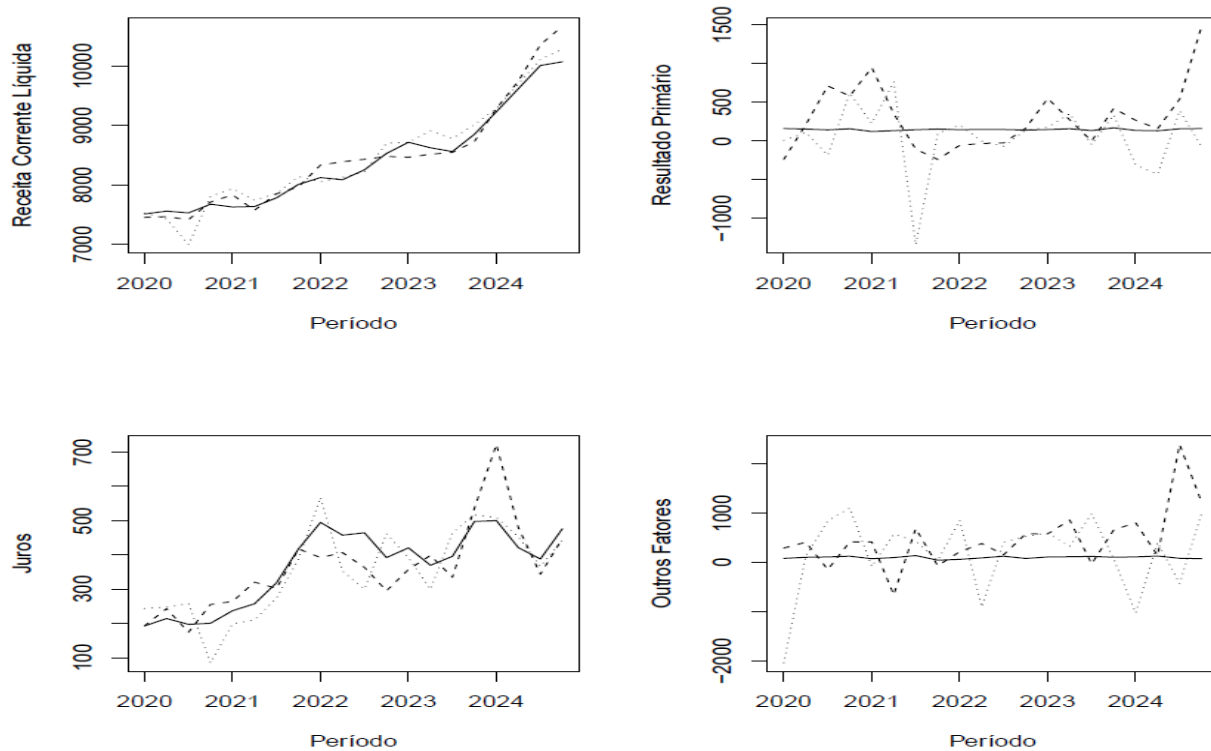 Receita Corrente Líquida
10000
9000
8000
7000
2020 2021 2022 2023 2024
Período
Resultado Primário
1500
500
0
-1000
2020 2021 2022 2023 2024
Período
Juros
700
500
300
100
2020 2021 2022 2023 2024
Período
Outros Fatores
1000
0
-2000
2020 2021 2022 2023 2024
Período